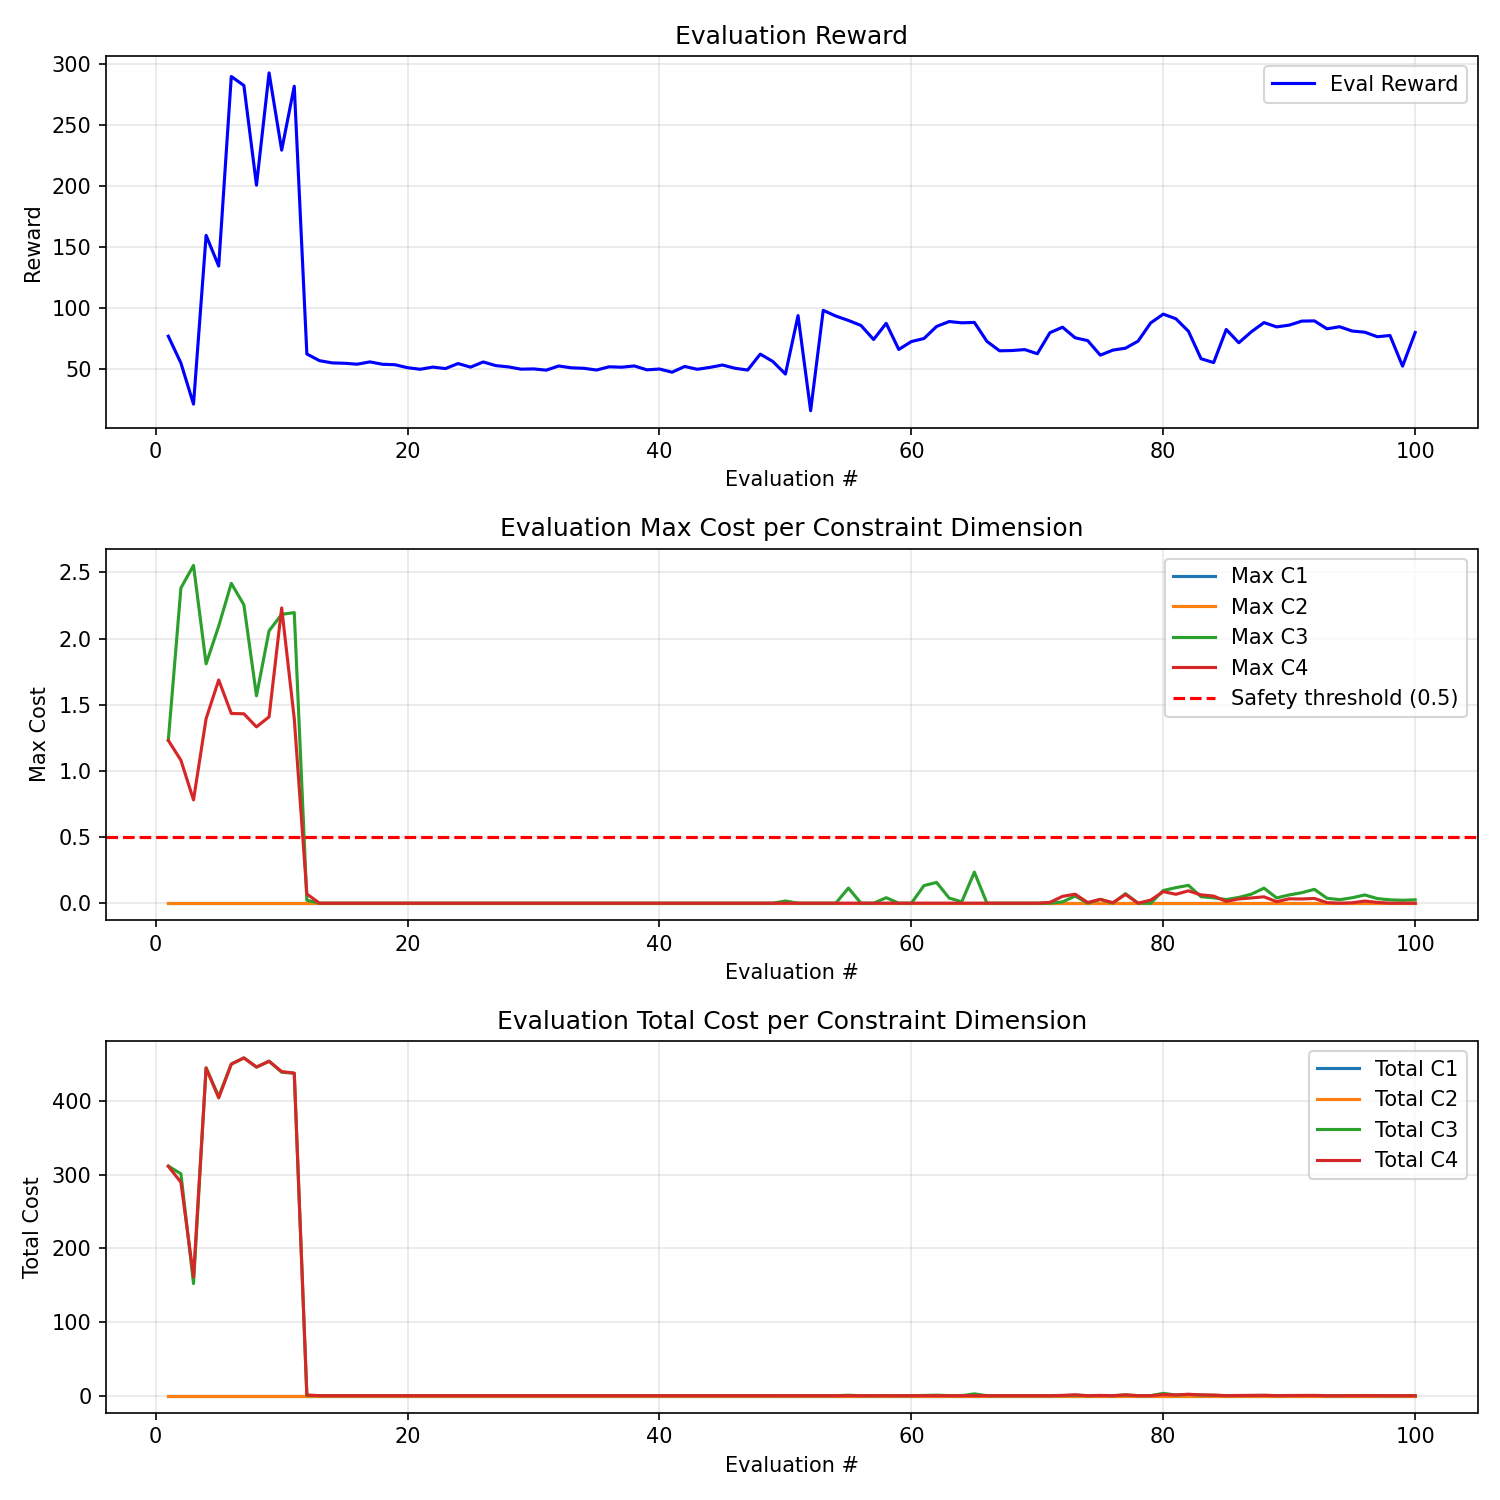 Evaluation Reward
300
250
200
150
100
50
Reward
Eval Reward
0 20 40 60 80 100
Evaluation #
Evaluation Max Cost per Constraint Dimension
2.5
2.0
1.5
1.0
0.5
0.0
Max Cost
Max C1
Max C2
Max C3
Max C4
Safety threshold (0.5)
0 20 40 60 80 100
Evaluation #
Evaluation Total Cost per Constraint Dimension
400
300
200
100
0
Total Cost
Total C1
Total C2
Total C3
Total C4
0 20 40 60 80 100
Evaluation #